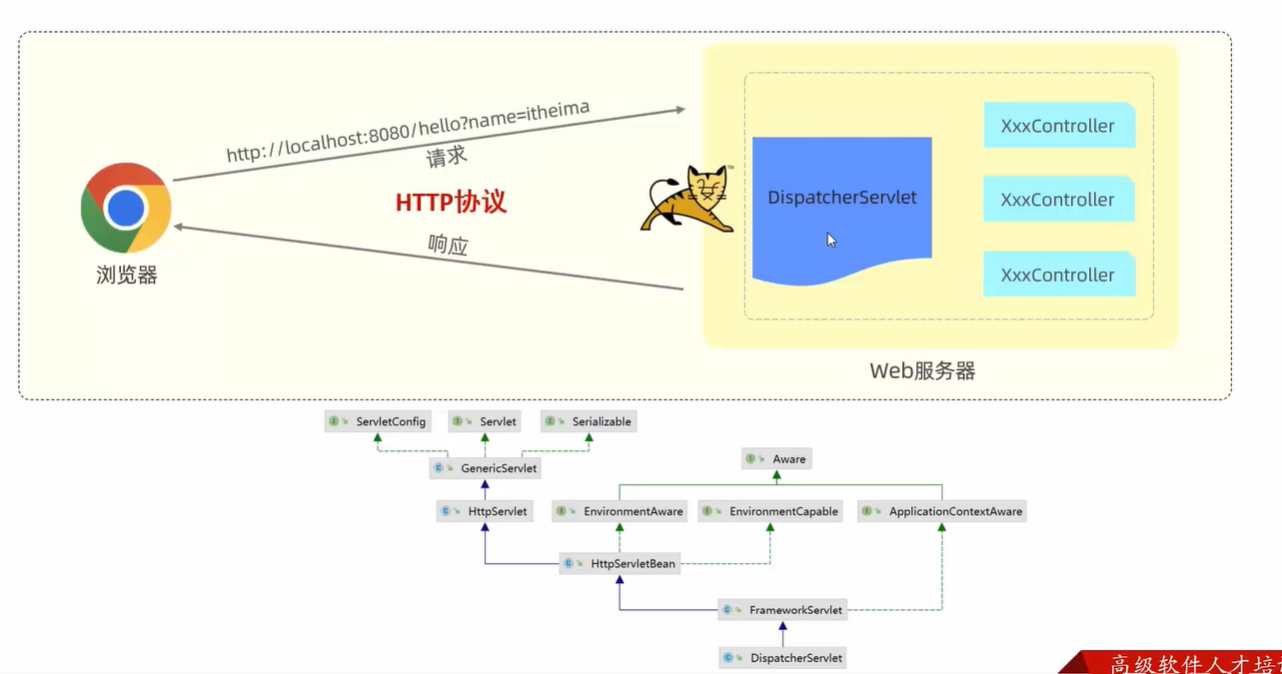 http://localhost:8080/hello?name=itheima
请求
HTTP协议
响应
浏览器
TM
DispatcherServlet
XxxController
XxxController
XxxController
Web服务器
ServletConfig
Servlet
Serializable
GenericServlet
Aware
HttpServlet
EnvironmentAware
EnvironmentCapable
ApplicationContextAware
HttpServletBean
FrameworkServlet
DispatcherServlet
高级软件人才培